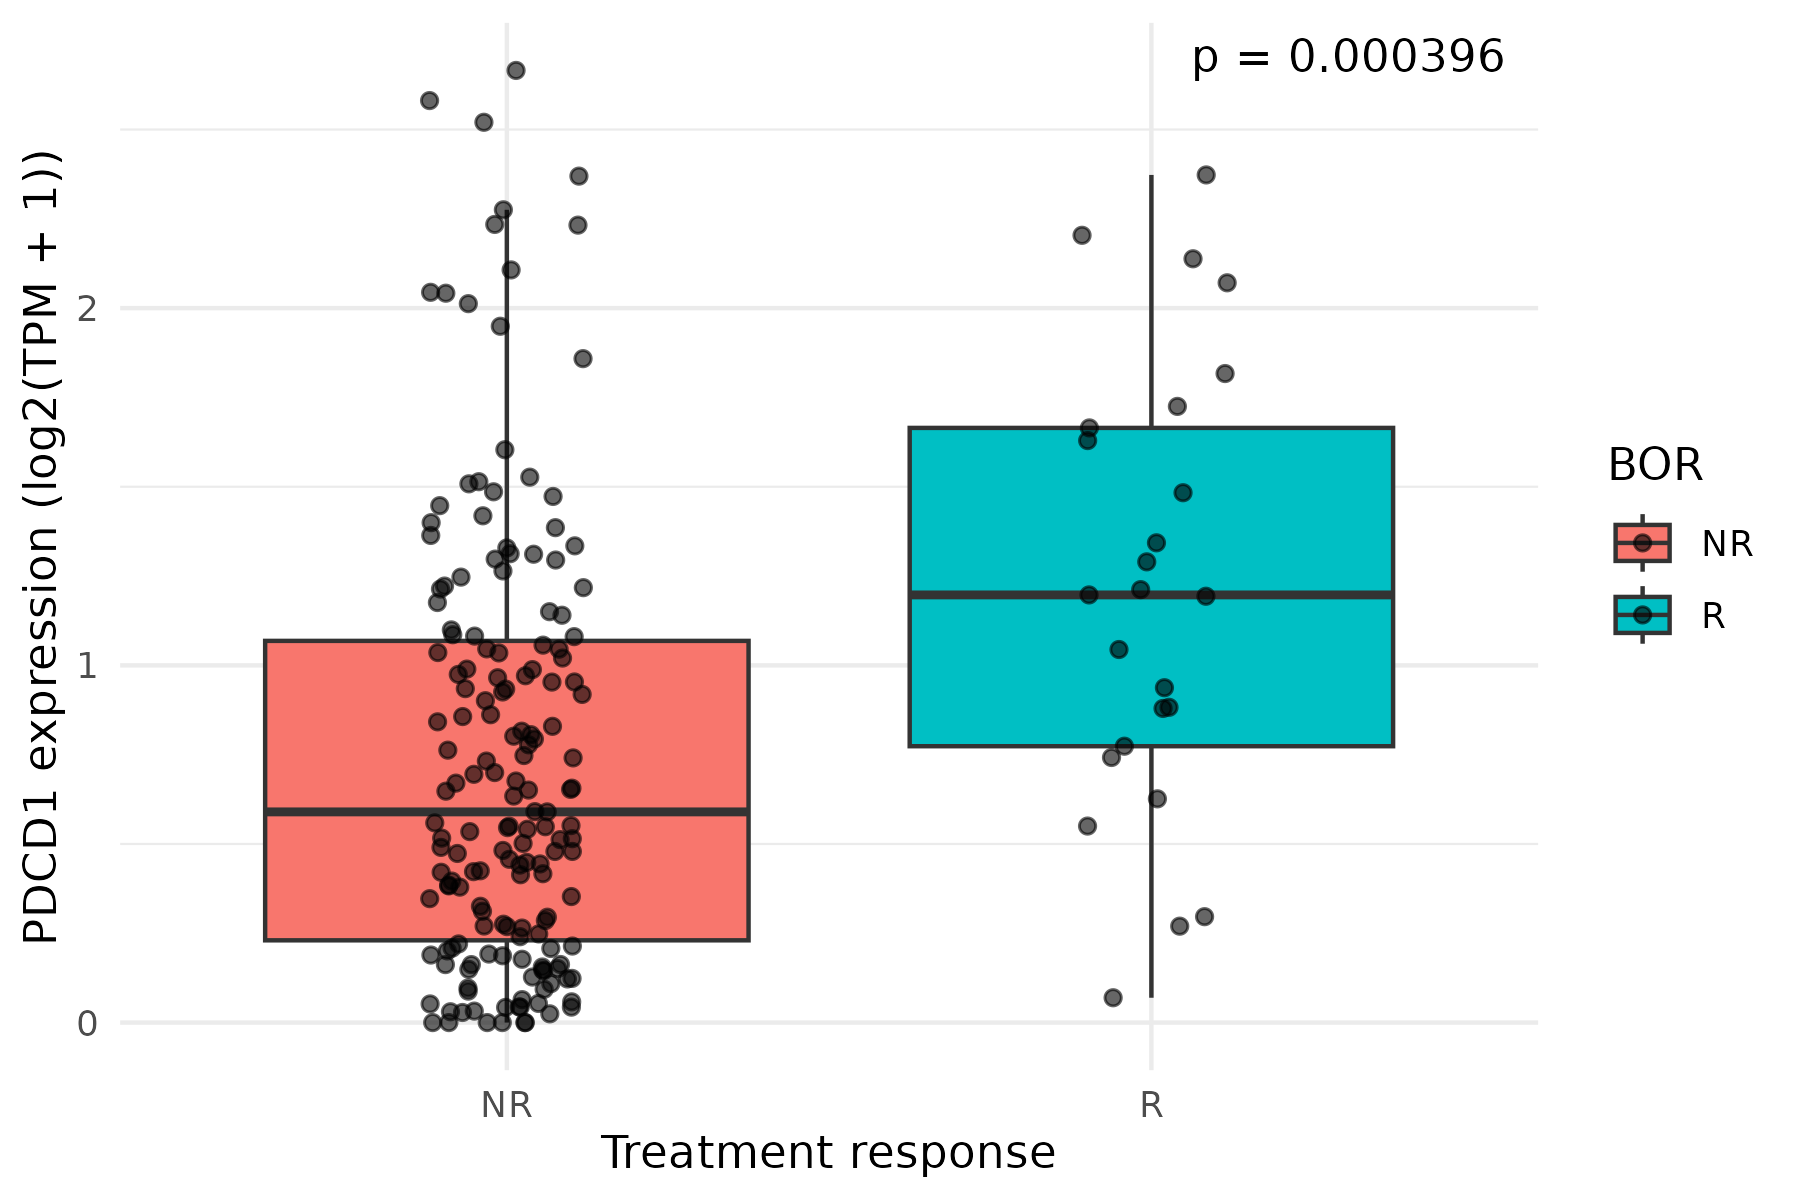 p = 0.000396
PDCD1 expression (log2(TPM + 1))
2
1
0
NR
R
Treatment response
BOR
NR
R